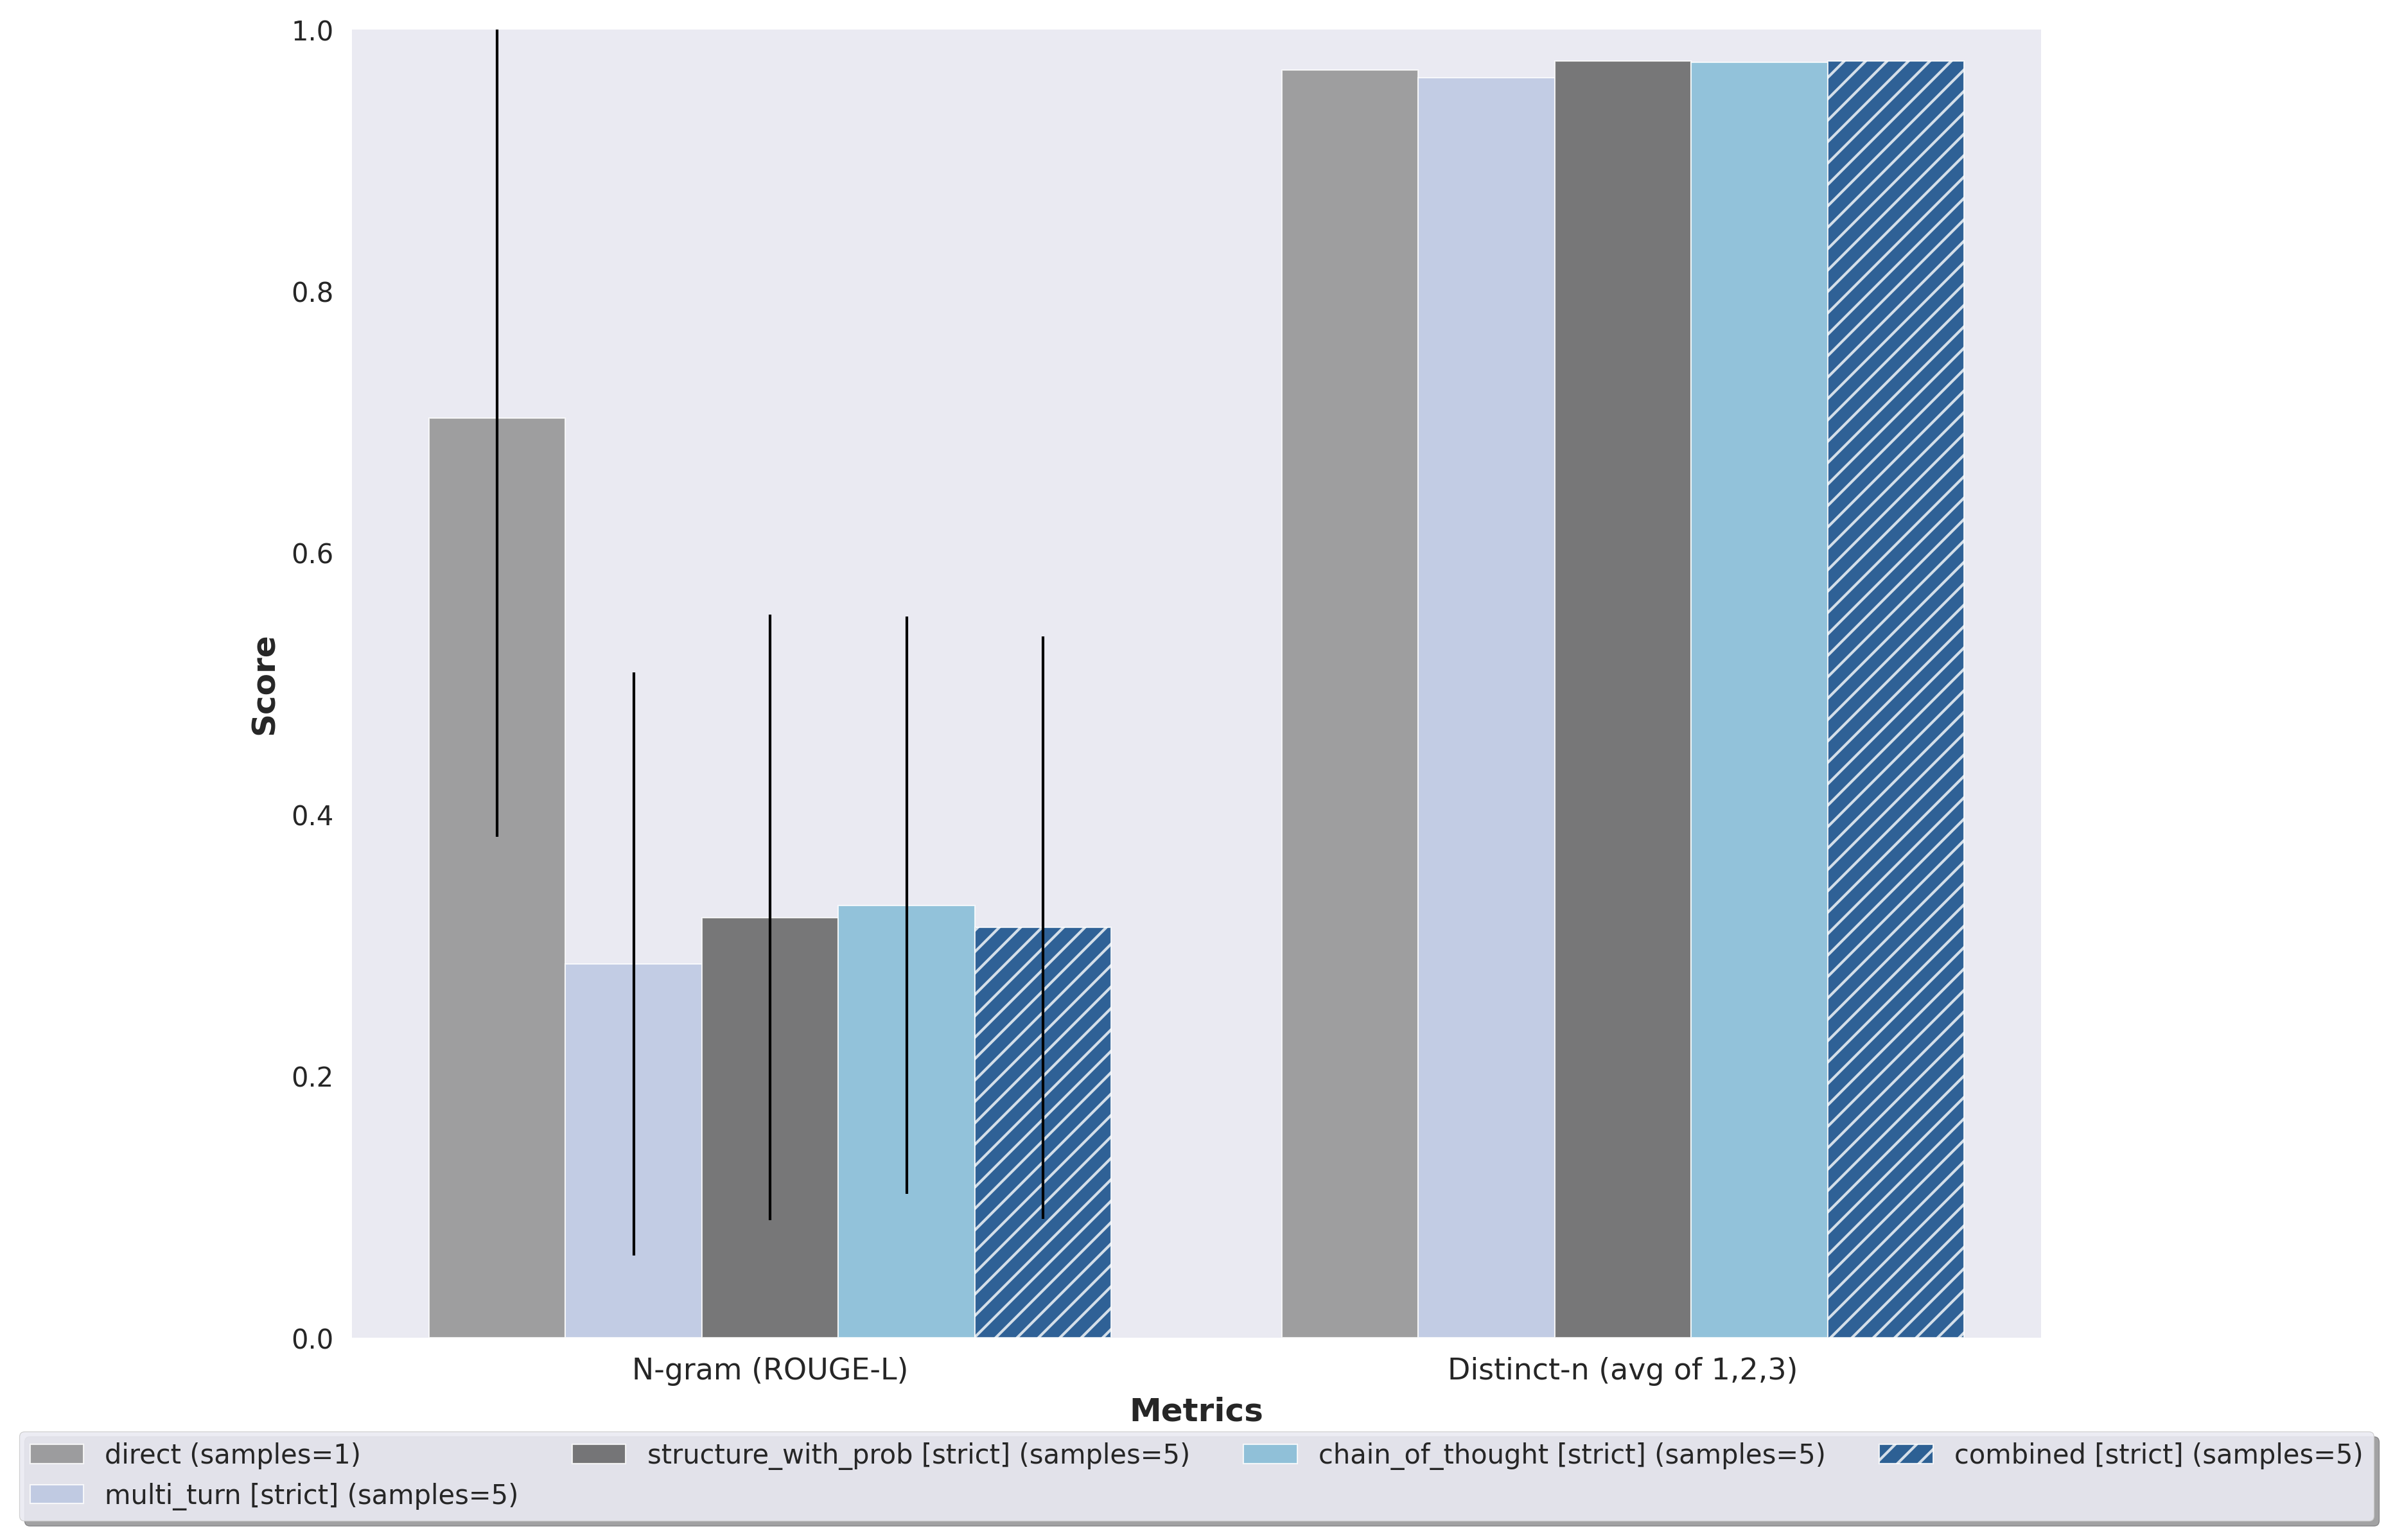 1.0
0.8
0.6
0.4
0.2
0.0
Score
N-gram (ROUGE-L)
Distinct-n (avg of 1,2,3)
Metrics
direct (samples=1)
multi_turn [strict] (samples=5)
structure_with_prob [strict] (samples=5)
chain_of_thought [strict] (samples=5)
combined [strict] (samples=5)